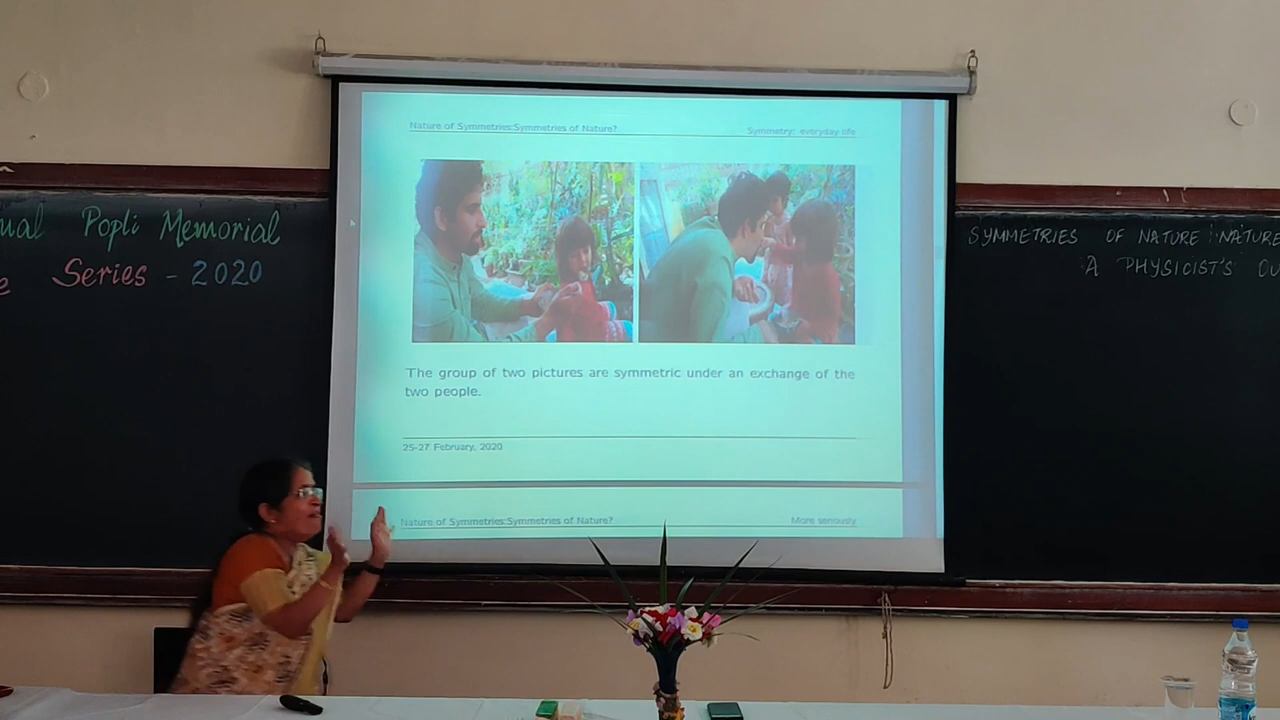 Nature of Symmetries:Symmetries of Nature?
Symmetry: everyday life
The group of two pictures are symmetric under an exchange of the
two people.
25-27 February, 2020
Nature of Symmetries:Symmetries of Nature?
More seriously
Popli Memorial
Series - 2020
SYMMETRIES OF NATURE : NATURE
A PHYSICIST'S